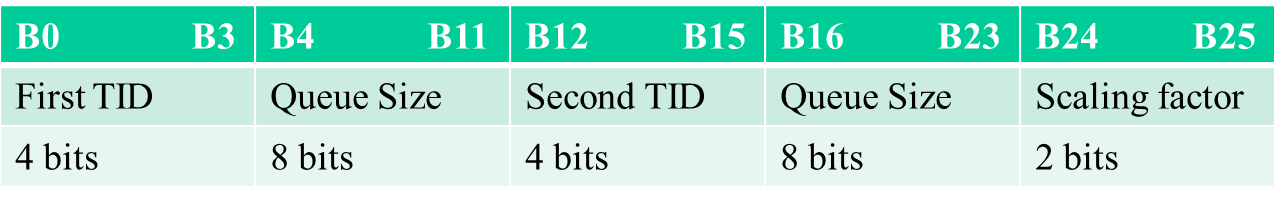 B0 B3 B4 B11 B12 B15 B16 B23 B24 B25
First TID Queue Size Second TID Queue Size Scaling factor
4 bits 8 bits 4 bits 8 bits 2 bits